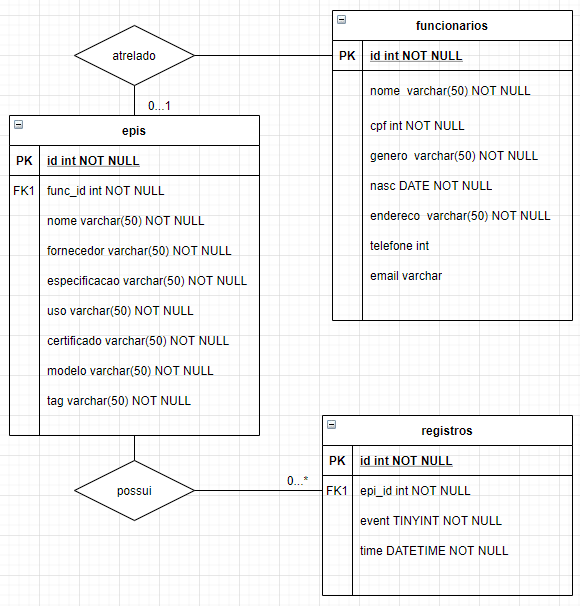 atrelado
0...1
funcionarios
PK id int NOT NULL
nome varchar(50) NOT NULL
cpf int NOT NULL
genero varchar(50) NOT NULL
nasc DATE NOT NULL
endereco varchar(50) NOT NULL
telefone int
email varchar
epis
PK id int NOT NULL
FK1 func_id int NOT NULL
nome varchar(50) NOT NULL
fornecedor varchar(50) NOT NULL
especificacao varchar(50) NOT NULL
uso varchar(50) NOT NULL
certificado varchar(50) NOT NULL
modelo varchar(50) NOT NULL
tag varchar(50) NOT NULL
possui
0...*
registros
PK id int NOT NULL
FK1 epi_id int NOT NULL
event TINYINT NOT NULL
time DATETIME NOT NULL